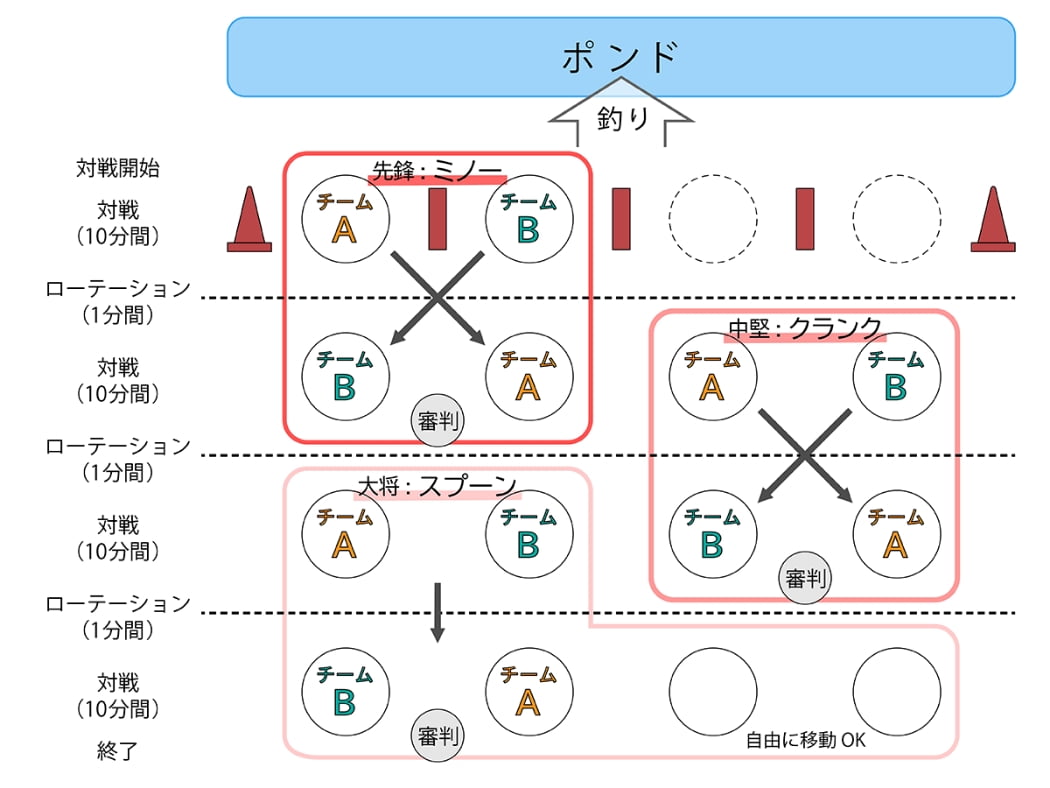 ポンド
釣り
対戦開始
先鋒：ミノー
対戦
（10分間）
チーム
A
チーム
B
ローテーション
（1分間）
対戦
（10分間）
チーム
B
チーム
A
審判
中堅：クランク
チーム
A
チーム
B
ローテーション
（1分間）
大将：スプーン
対戦
（10分間）
チーム
A
チーム
B
チーム
B
チーム
A
審判
ローテーション
（1分間）
対戦
（10分間）
チーム
B
チーム
A
審判
自由に移動 OK
終了